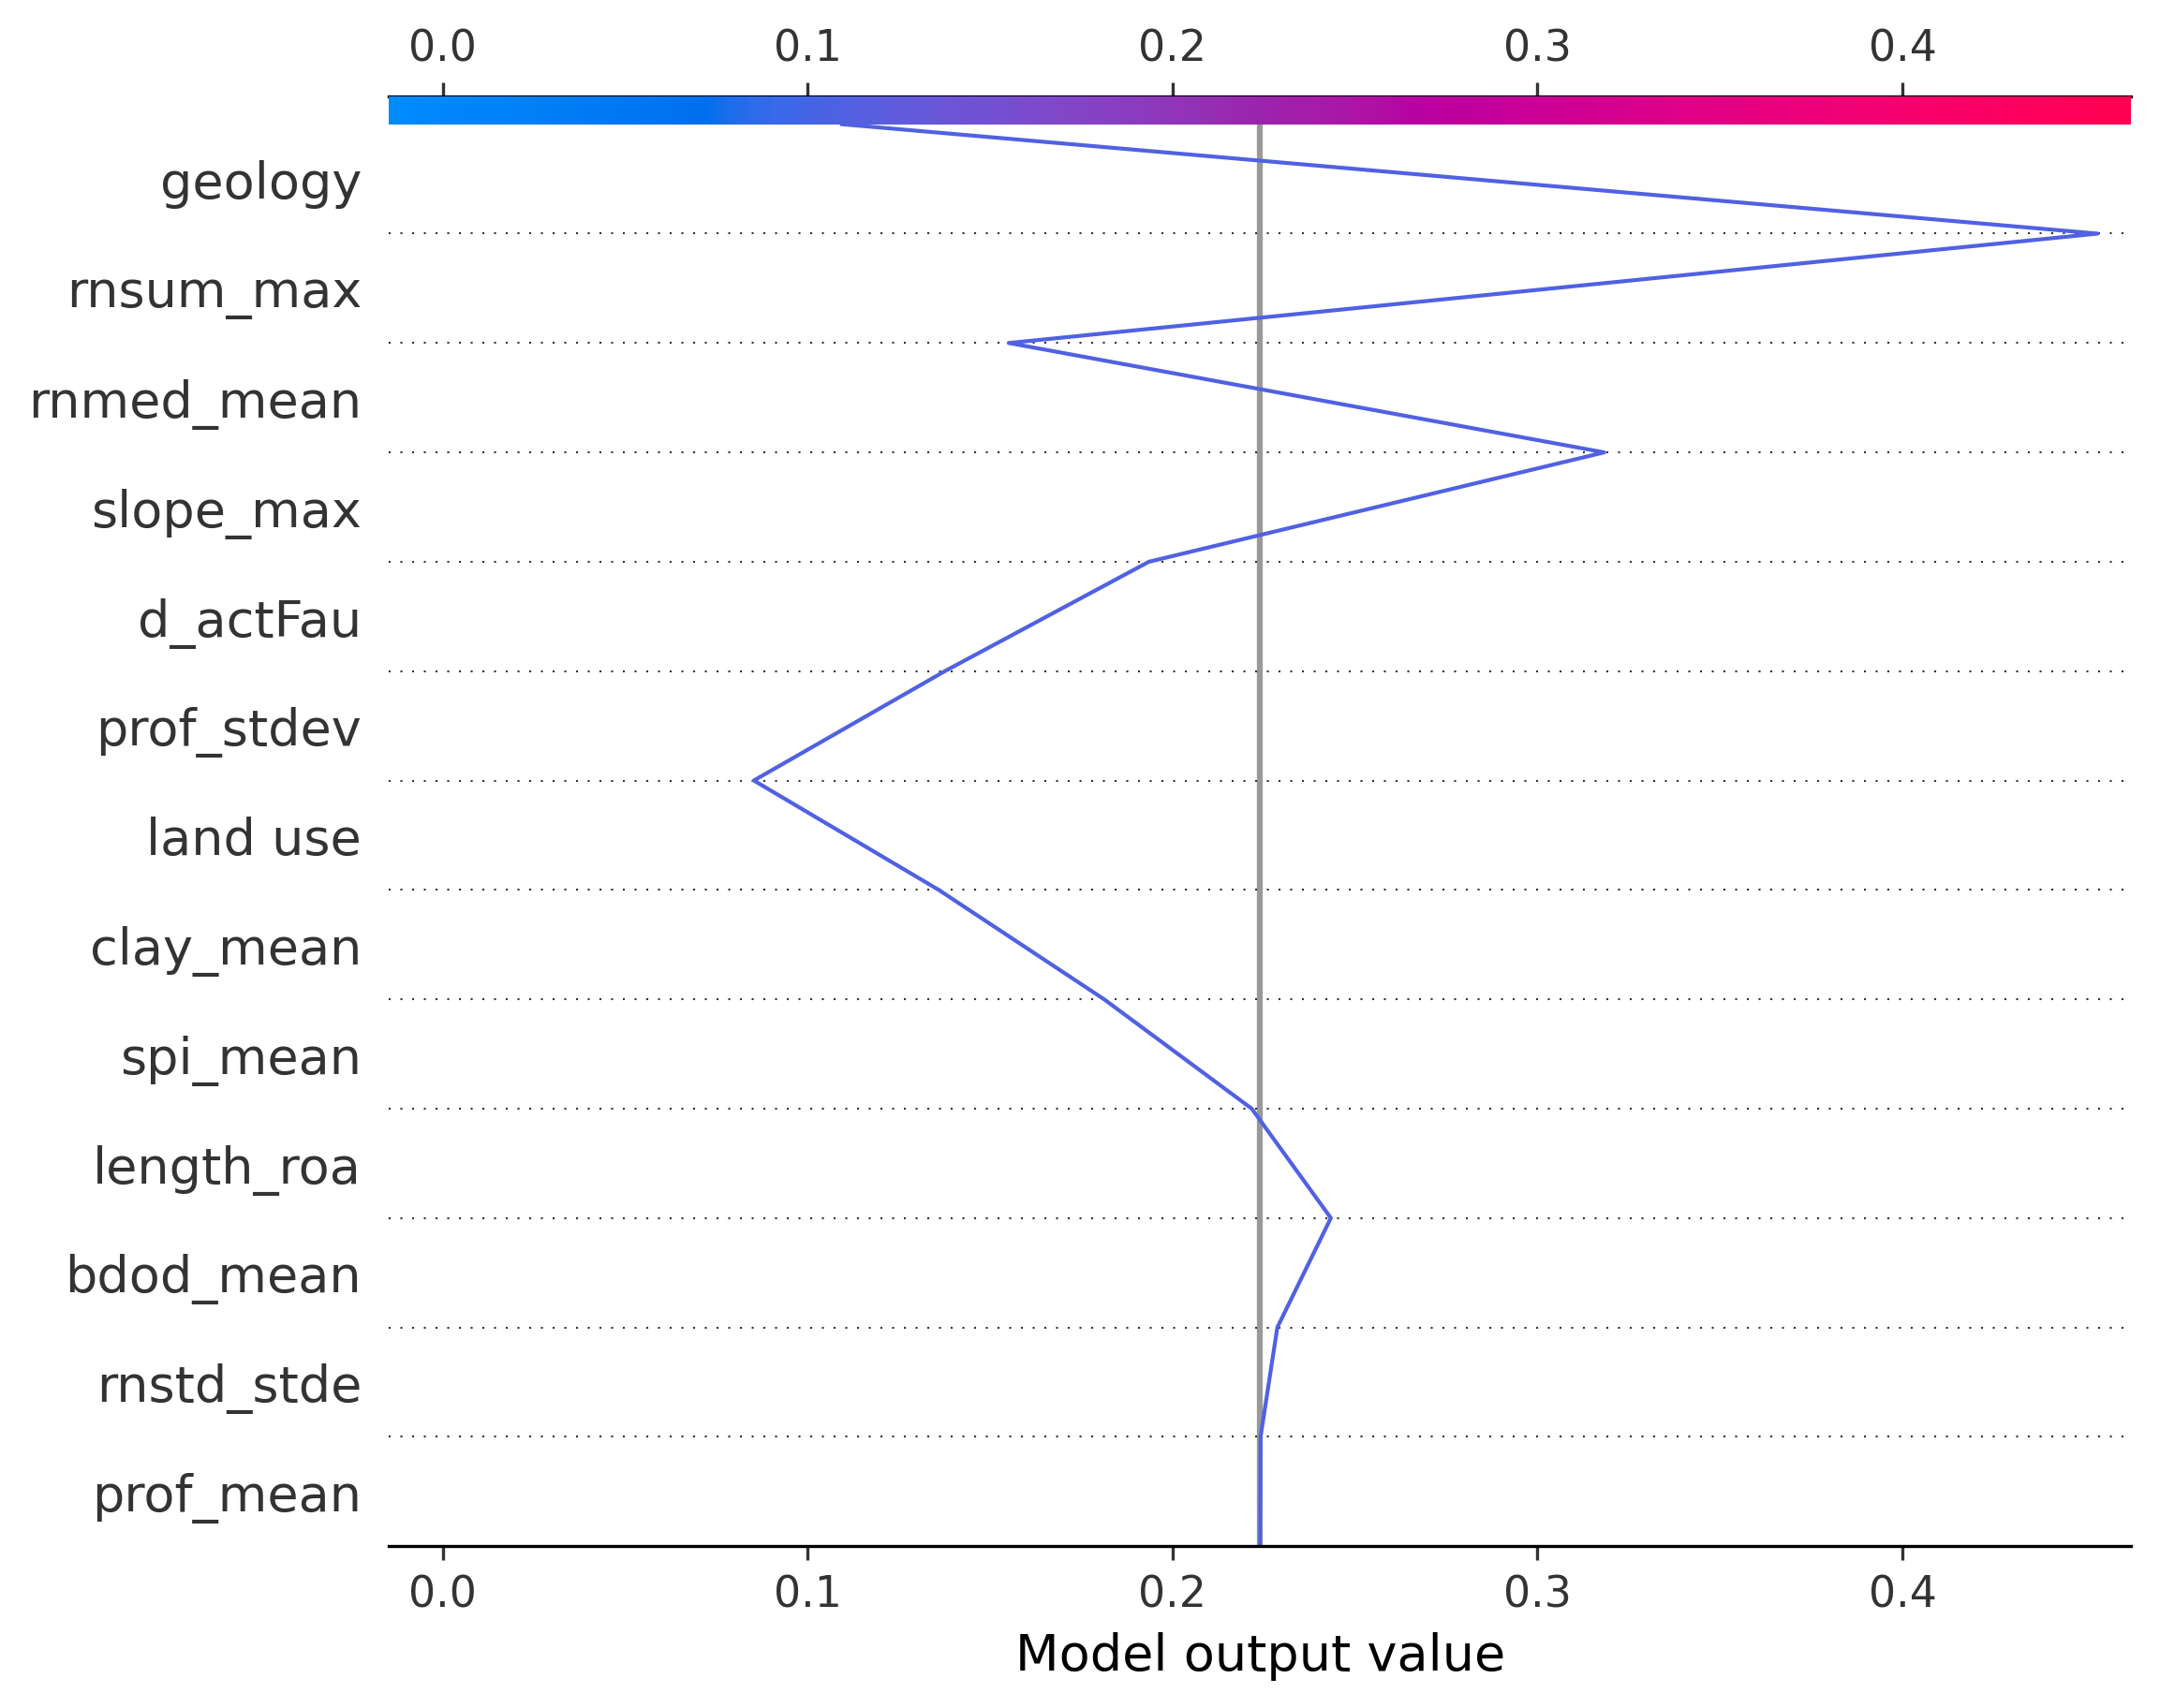 0.0 0.1 0.2 0.3 0.4
geology
rnsum_max
rnmed_mean
slope_max
d_actFau
prof_stdev
land use
clay_mean
spi_mean
length_roa
bdod_mean
rnstd_stde
prof_mean
0.0 0.1 0.2 0.3 0.4
Model output value